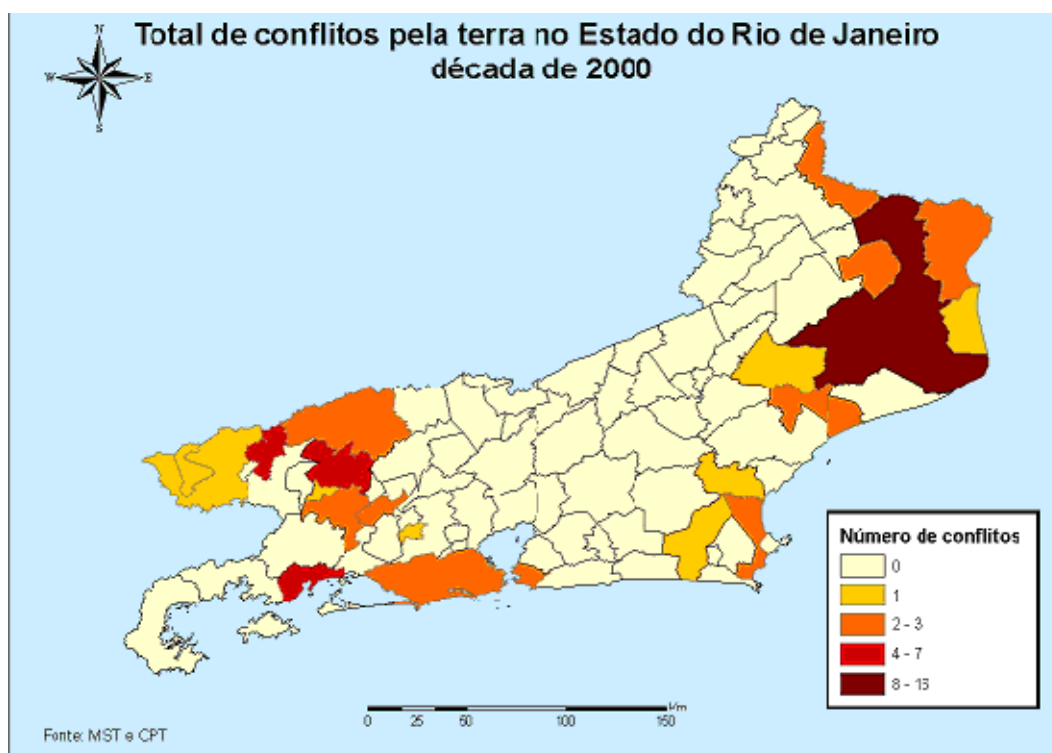 Total de conflitos pela terra no Estado do Rio de Janeiro
década de 2000
N
W
E
S
Número de conflitos
0
1
2 - 3
4 - 7
8 - 13
Km
0 25 50 100 150
Fonte: MST e CPT